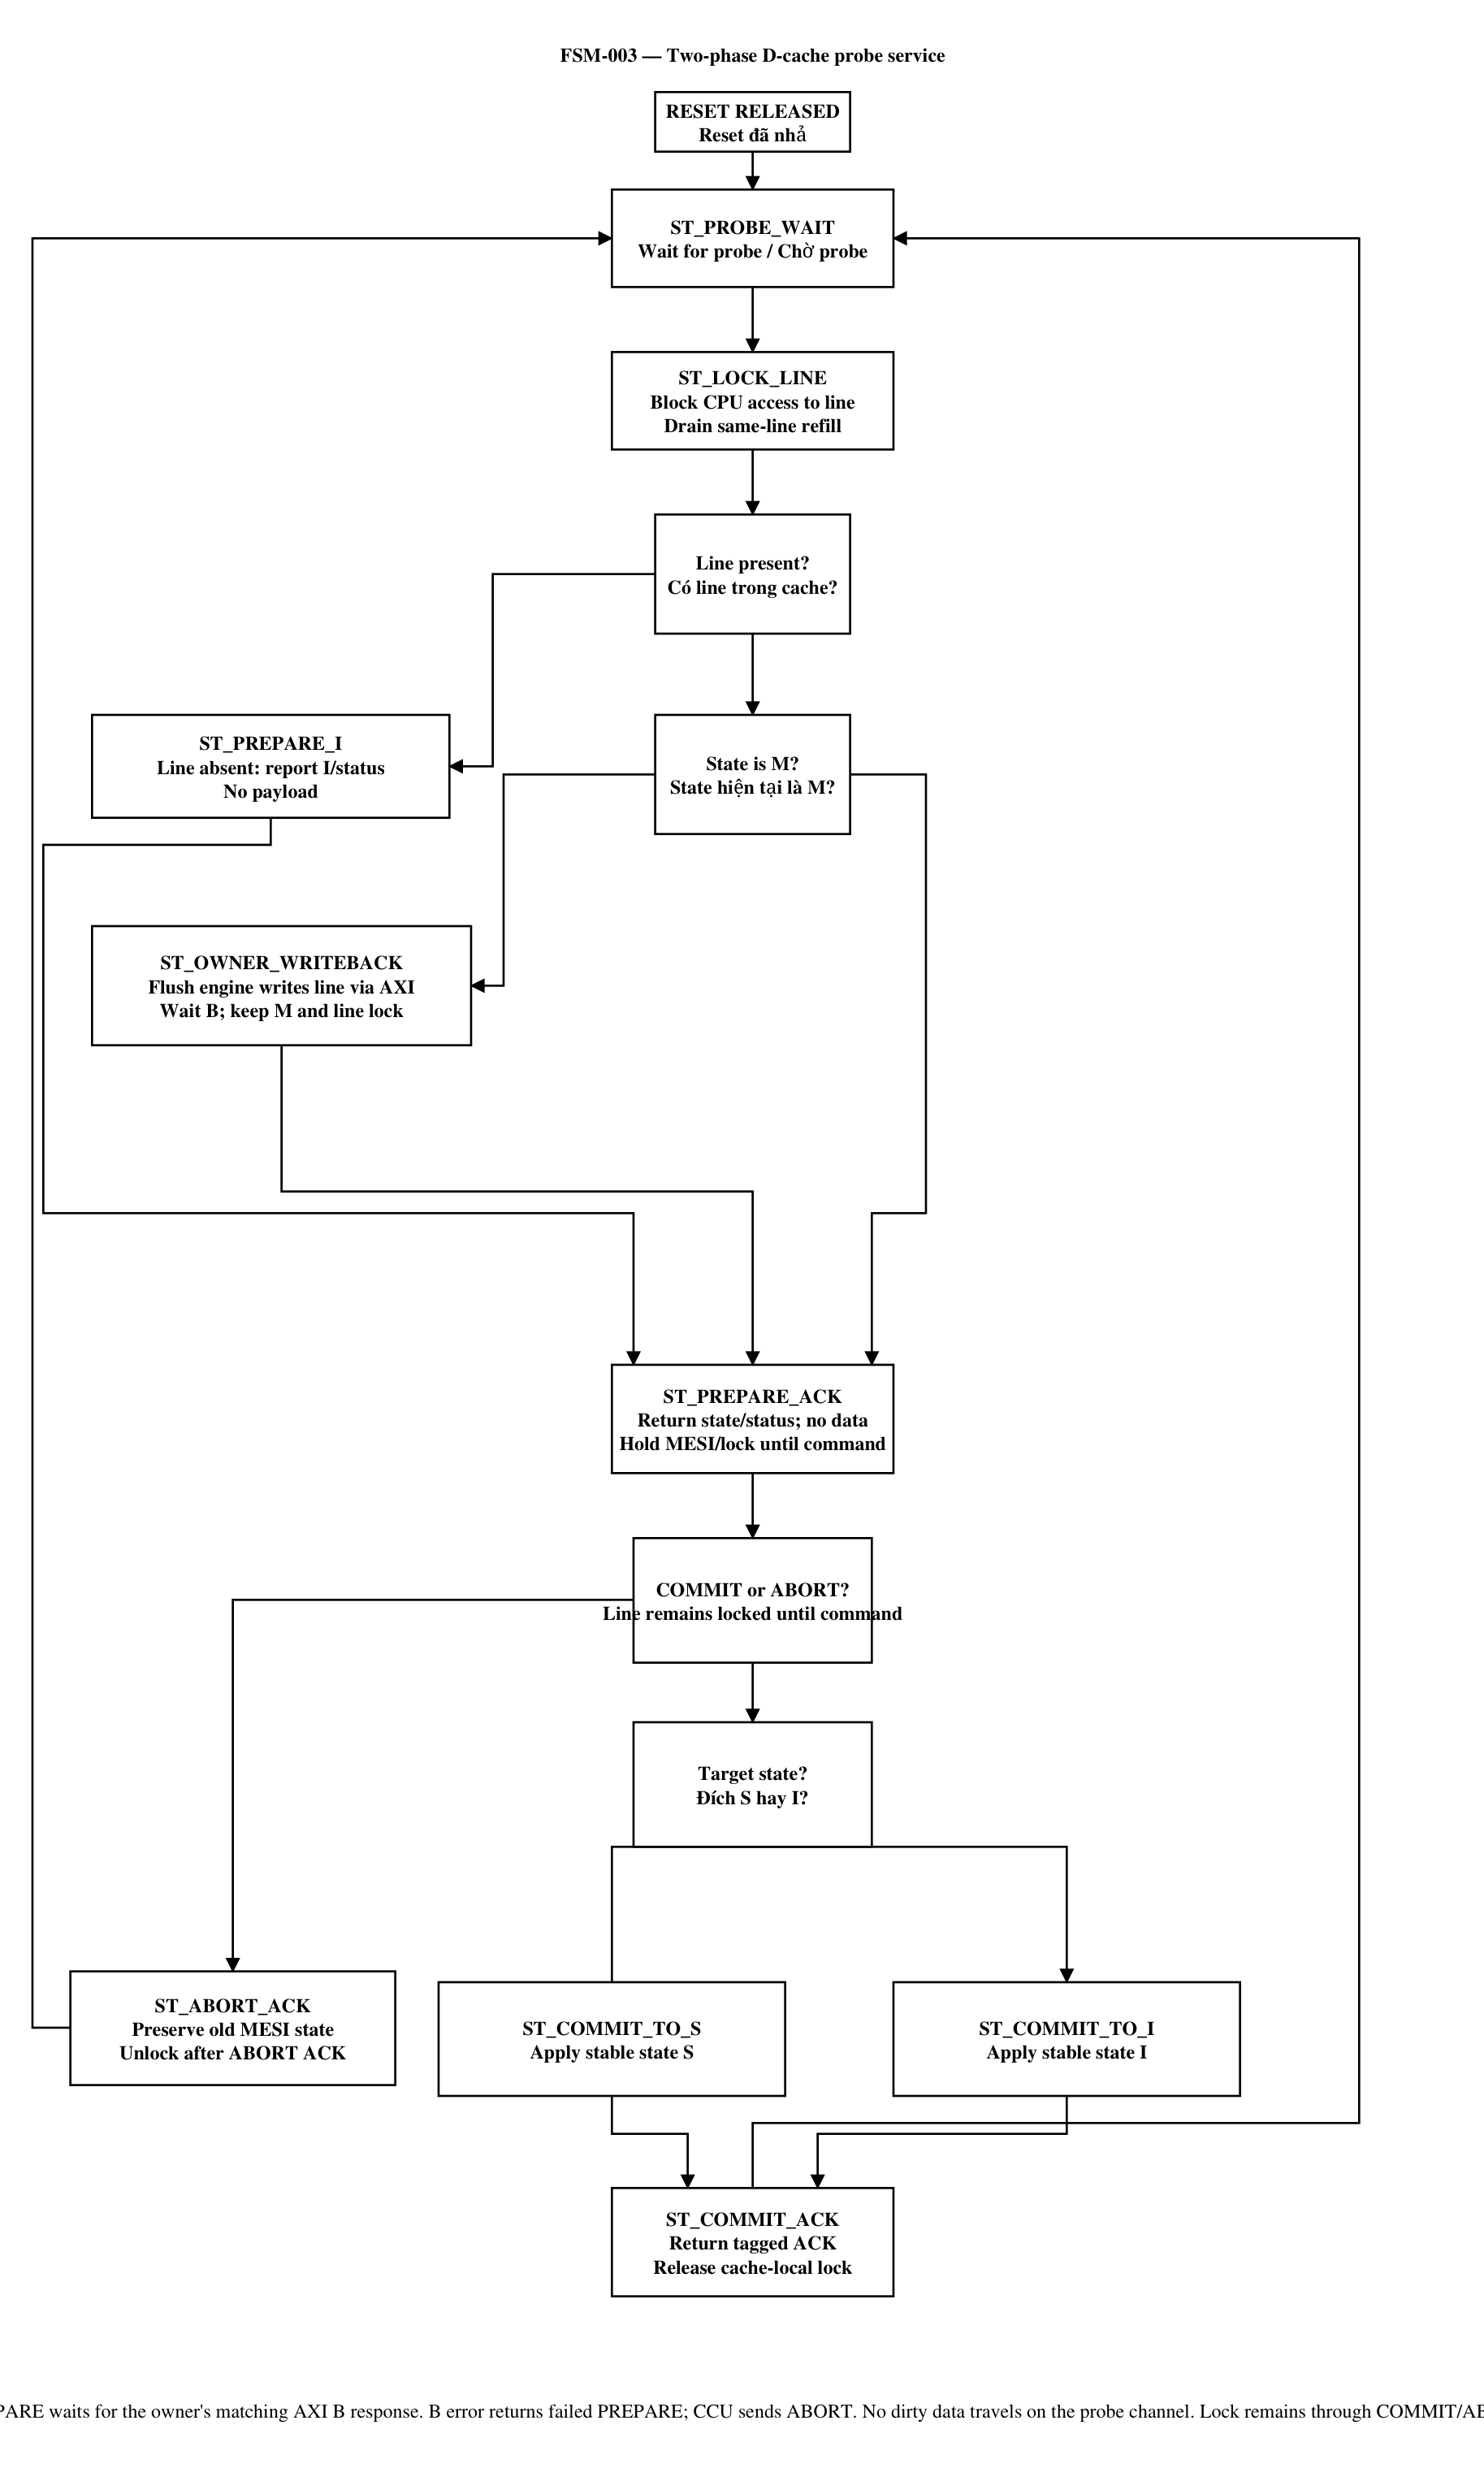 FSM-003 — Two-phase D-cache probe service
RESET RELEASED
Reset đã nhả
ST_PROBE_WAIT
Wait for probe / Chờ probe
ST_LOCK_LINE
Block CPU access to line
Drain same-line refill
Line present?
Có line trong cache?
ST_PREPARE_I
Line absent: report I/status
No payload
State is M?
State hiện tại là M?
ST_OWNER_WRITEBACK
Flush engine writes line via AXI
Wait B; keep M and line lock
ST_PREPARE_ACK
Return state/status; no data
Hold MESI/lock until command
COMMIT or ABORT?
Line remains locked until command
Target state?
Đích S hay I?
ST_ABORT_ACK
Preserve old MESI state
Unlock after ABORT ACK
ST_COMMIT_TO_S
Apply stable state S
ST_COMMIT_TO_I
Apply stable state I
ST_COMMIT_ACK
Return tagged ACK
Release cache-local lock
waits for the owner's matching AXI B response. B error returns failed PREPARE; CCU sends ABORT. No dirty data travels on the probe channel. Lock remains through